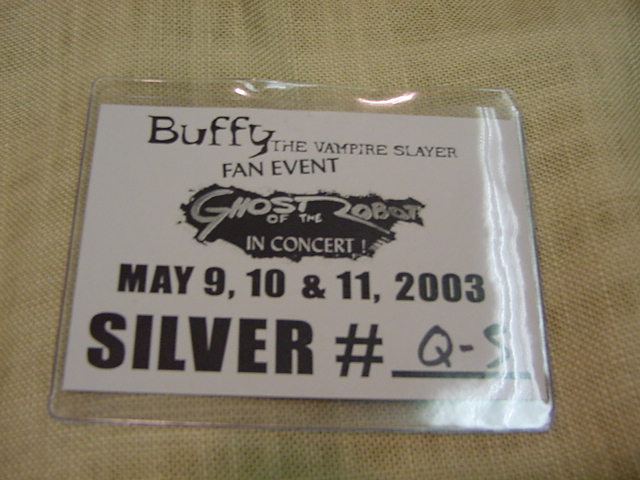 Buffy THE VAMPIRE SLAYER
FAN EVENT
GHOST OF THE ROBOT
IN CONCERT!
MAY 9, 10 & 11, 2003
SILVER # Q-S